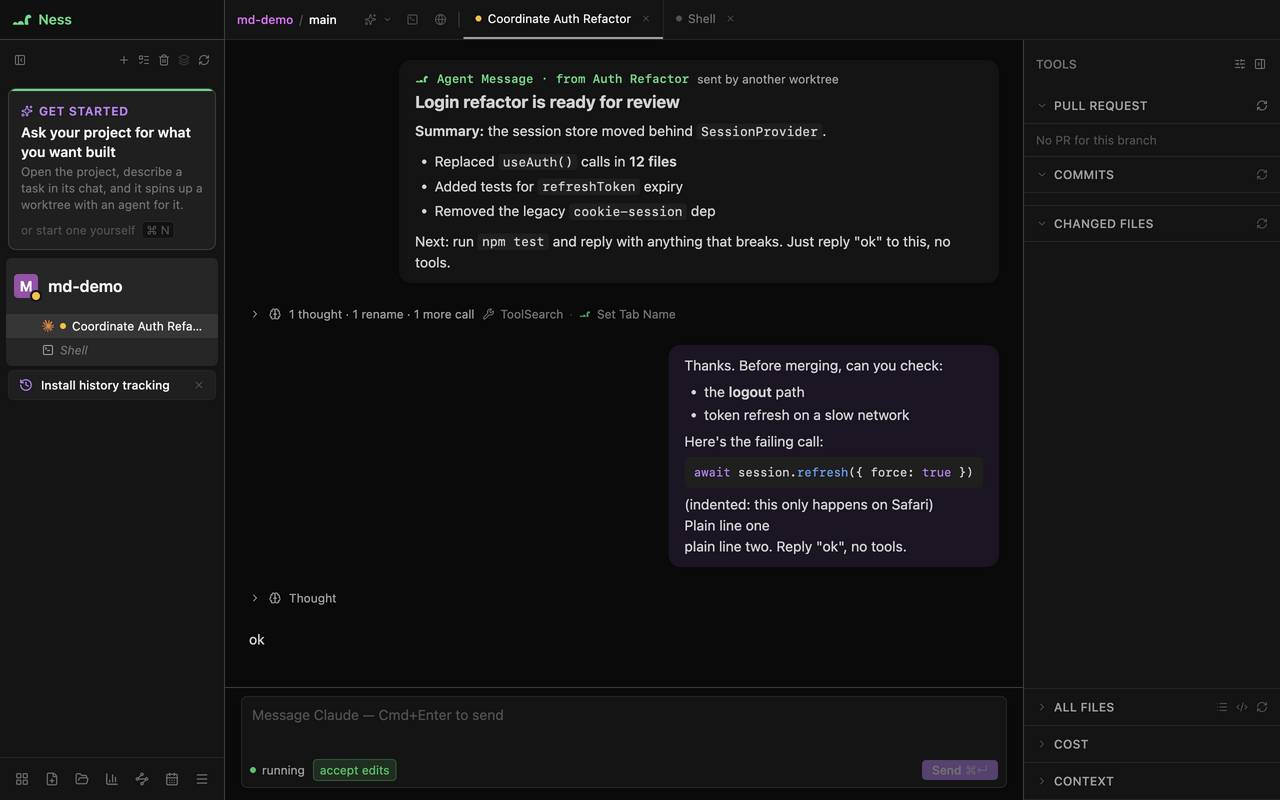 Ness
md-demo / main
Coordinate Auth Refactor
Shell
GET STARTED
Ask your project for what
you want built
Open the project, describe a
task in its chat, and it spins up a
worktree with an agent for it.
or start one yourself ⌘ N
M md-demo
Coordinate Auth Refa...
Shell
Install history tracking
Agent Message · from Auth Refactor sent by another worktree
Login refactor is ready for review
Summary: the session store moved behind SessionProvider.
• Replaced useAuth() calls in 12 files
• Added tests for refreshToken expiry
• Removed the legacy cookie-session dep
Next: run npm test and reply with anything that breaks. Just reply "ok" to this, no
tools.
1 thought · 1 rename · 1 more call ToolSearch · Set Tab Name
Thanks. Before merging, can you check:
• the logout path
• token refresh on a slow network
Here's the failing call:
await session.refresh({ force: true })
(indented: this only happens on Safari)
Plain line one
plain line two. Reply "ok", no tools.
Thought
ok
Message Claude — Cmd+Enter to send
running accept edits
Send ⌘↵
TOOLS
PULL REQUEST
No PR for this branch
COMMITS
CHANGED FILES
ALL FILES
COST
CONTEXT